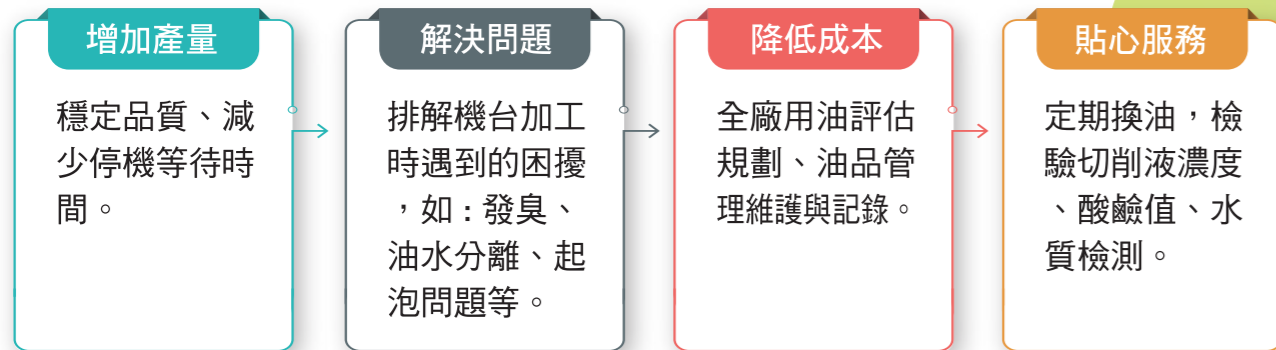 增加產量
穩定品質、減
少停機等待時
間。
解決問題
排解機台加工
時遇到的困擾
，如：發臭、
油水分離、起
泡問題等。
降低成本
全廠用油評估
規劃、油品管
理維護與記錄。
貼心服務
定期換油，檢
驗切削液濃度
、酸鹼值、水
質檢測。